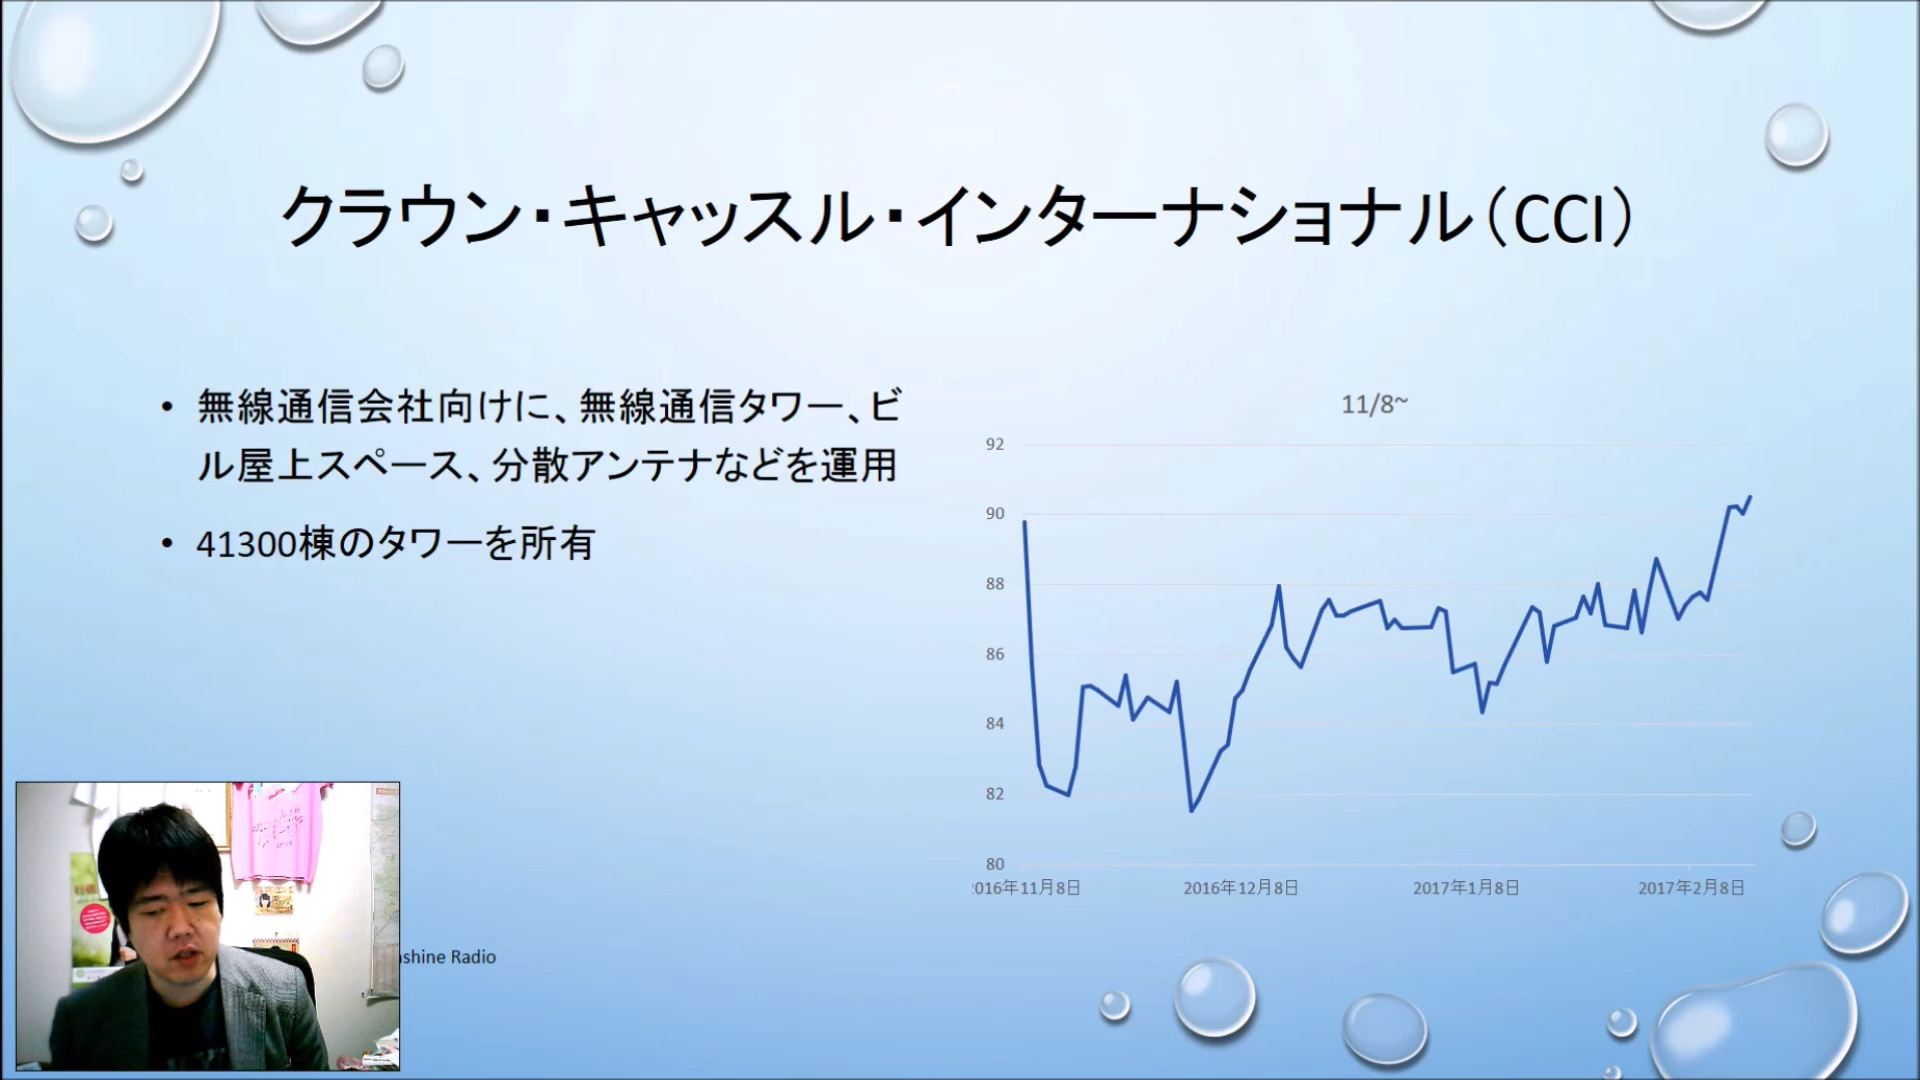 クラウン・キャッスル・インターナショナル（CCI）
• 無線通信会社向けに、無線通信タワー、ビ
ル屋上スペース、分散アンテナなどを運用
• 41300棟のタワーを所有
11/8~
92
90
88
86
84
82
80
016年11月8日
2016年12月8日
2017年1月8日
2017年2月8日
shine Radio